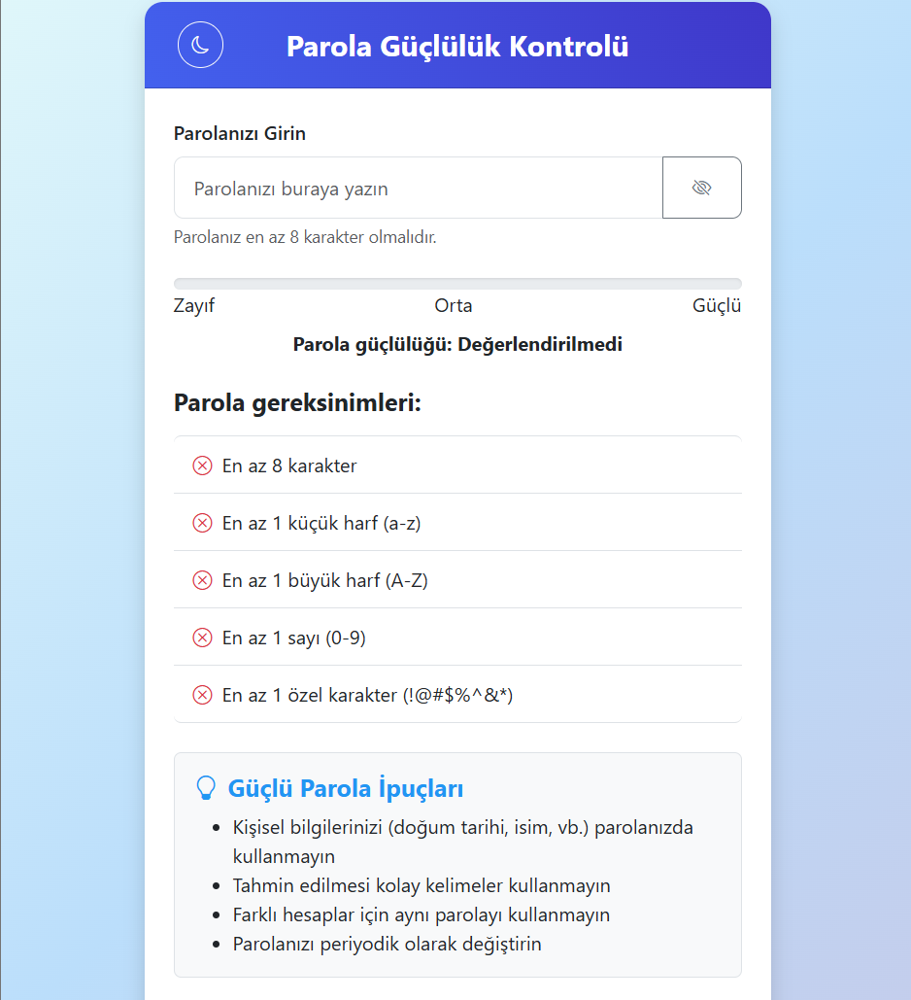 Parola Güçlülük Kontrolü
Parolanızı Girin
Parolanızı buraya yazın
Parolanız en az 8 karakter olmalıdır.
Zayıf Orta Güçlü
Parola güçlülüğü: Değerlendirilmedi
Parola gereksinimleri:
En az 8 karakter
En az 1 küçük harf (a-z)
En az 1 büyük harf (A-Z)
En az 1 sayı (0-9)
En az 1 özel karakter (!@#$%^&*)
Güçlü Parola İpuçları
Kişisel bilgilerinizi (doğum tarihi, isim, vb.) parolanızda
kullanmayın
Tahmin edilmesi kolay kelimeler kullanmayın
Farklı hesaplar için aynı parolayı kullanmayın
Parolanızı periyodik olarak değiştirin